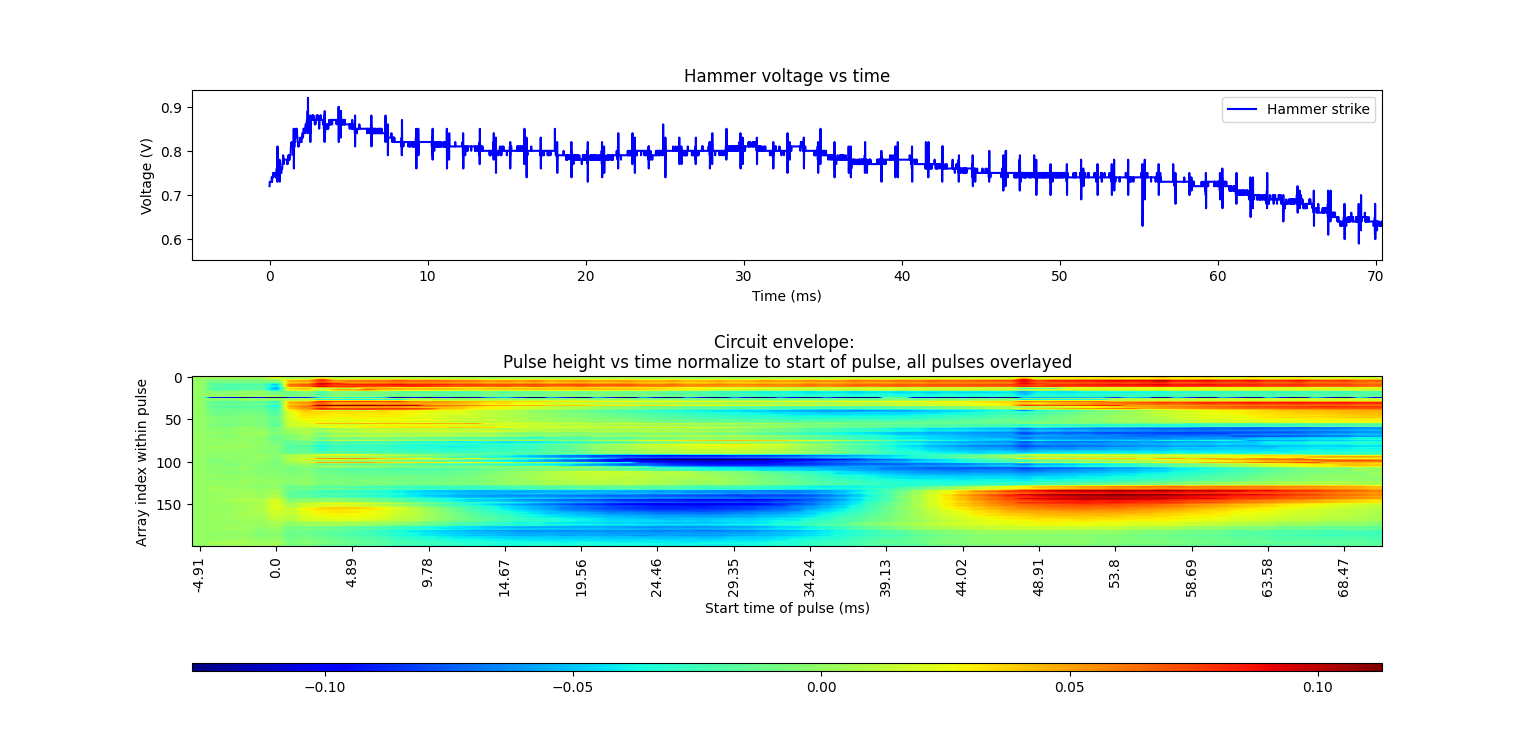 Hammer voltage vs time
Hammer strike
Voltage (V)
0.9
0.8
0.7
0.6
0 10 20 30 40 50 60 70
Time (ms)
Circuit envelope:
Pulse height vs time normalize to start of pulse, all pulses overlayed
Array index within pulse
0
50
100
150
-4.91 0.0 4.89 9.78 14.67 19.56 24.46 29.35 34.24 39.13 44.02 48.91 53.8 58.69 63.58 68.47
Start time of pulse (ms)
−0.10 −0.05 0.00 0.05 0.10